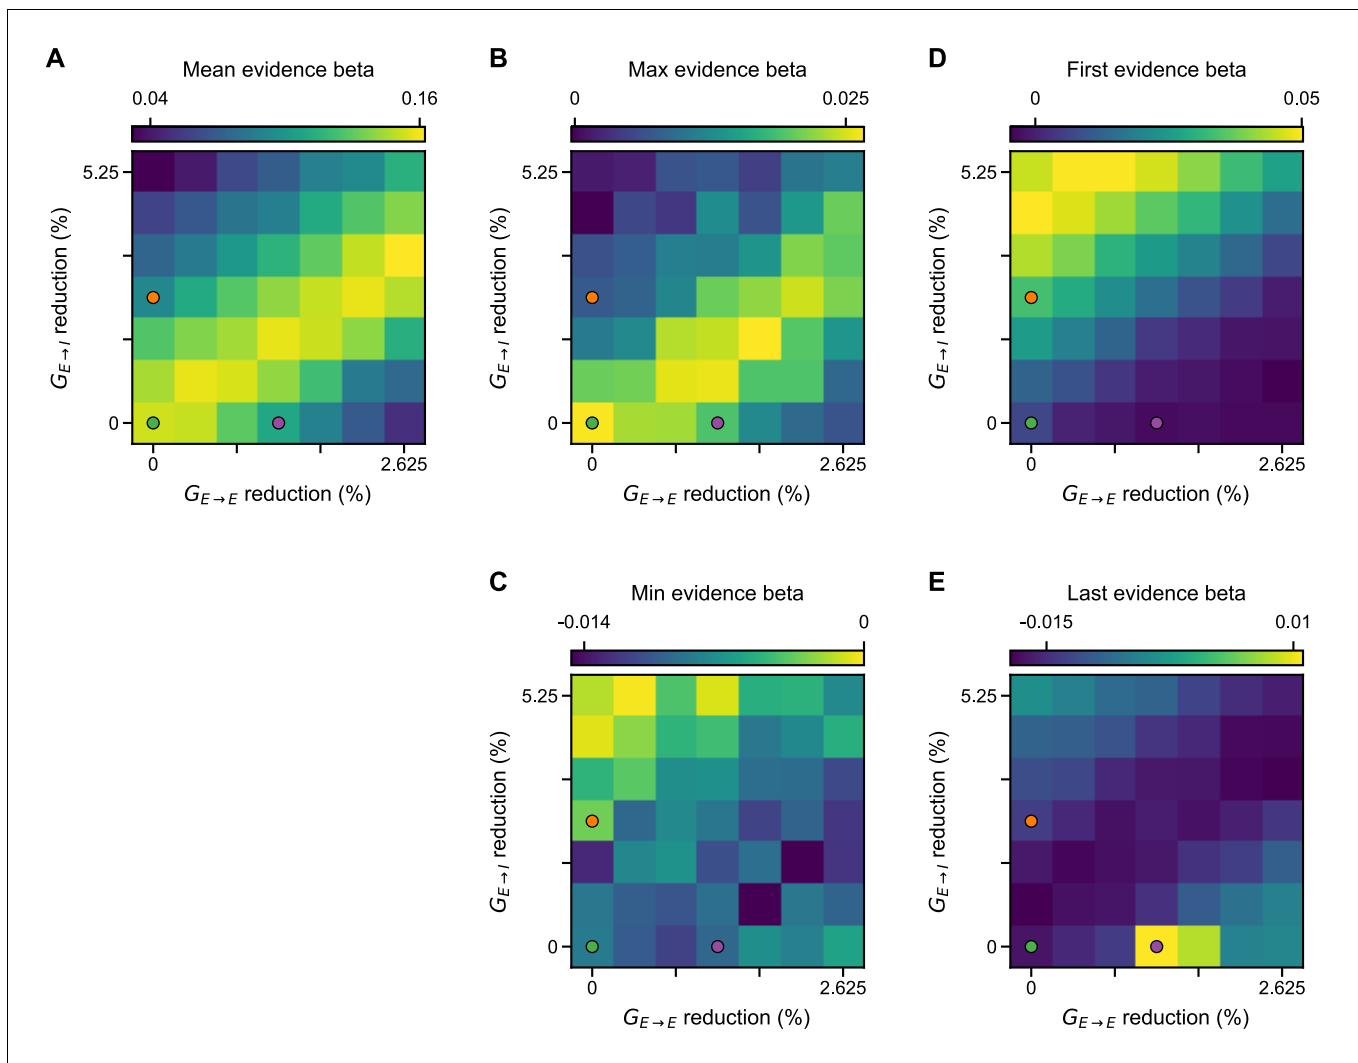 A
Mean evidence beta
0.04 0.16
5.25
0
G_{E→I} reduction (%)
0 2.625
G_{E→E} reduction (%)
B
Max evidence beta
0 0.025
5.25
0
G_{E→I} reduction (%)
0 2.625
G_{E→E} reduction (%)
D
First evidence beta
0 0.05
5.25
0
G_{E→I} reduction (%)
0 2.625
G_{E→E} reduction (%)
C
Min evidence beta
-0.014 0
5.25
0
G_{E→I} reduction (%)
0 2.625
G_{E→E} reduction (%)
E
Last evidence beta
-0.015 0.01
5.25
0
G_{E→I} reduction (%)
0 2.625
G_{E→E} reduction (%)